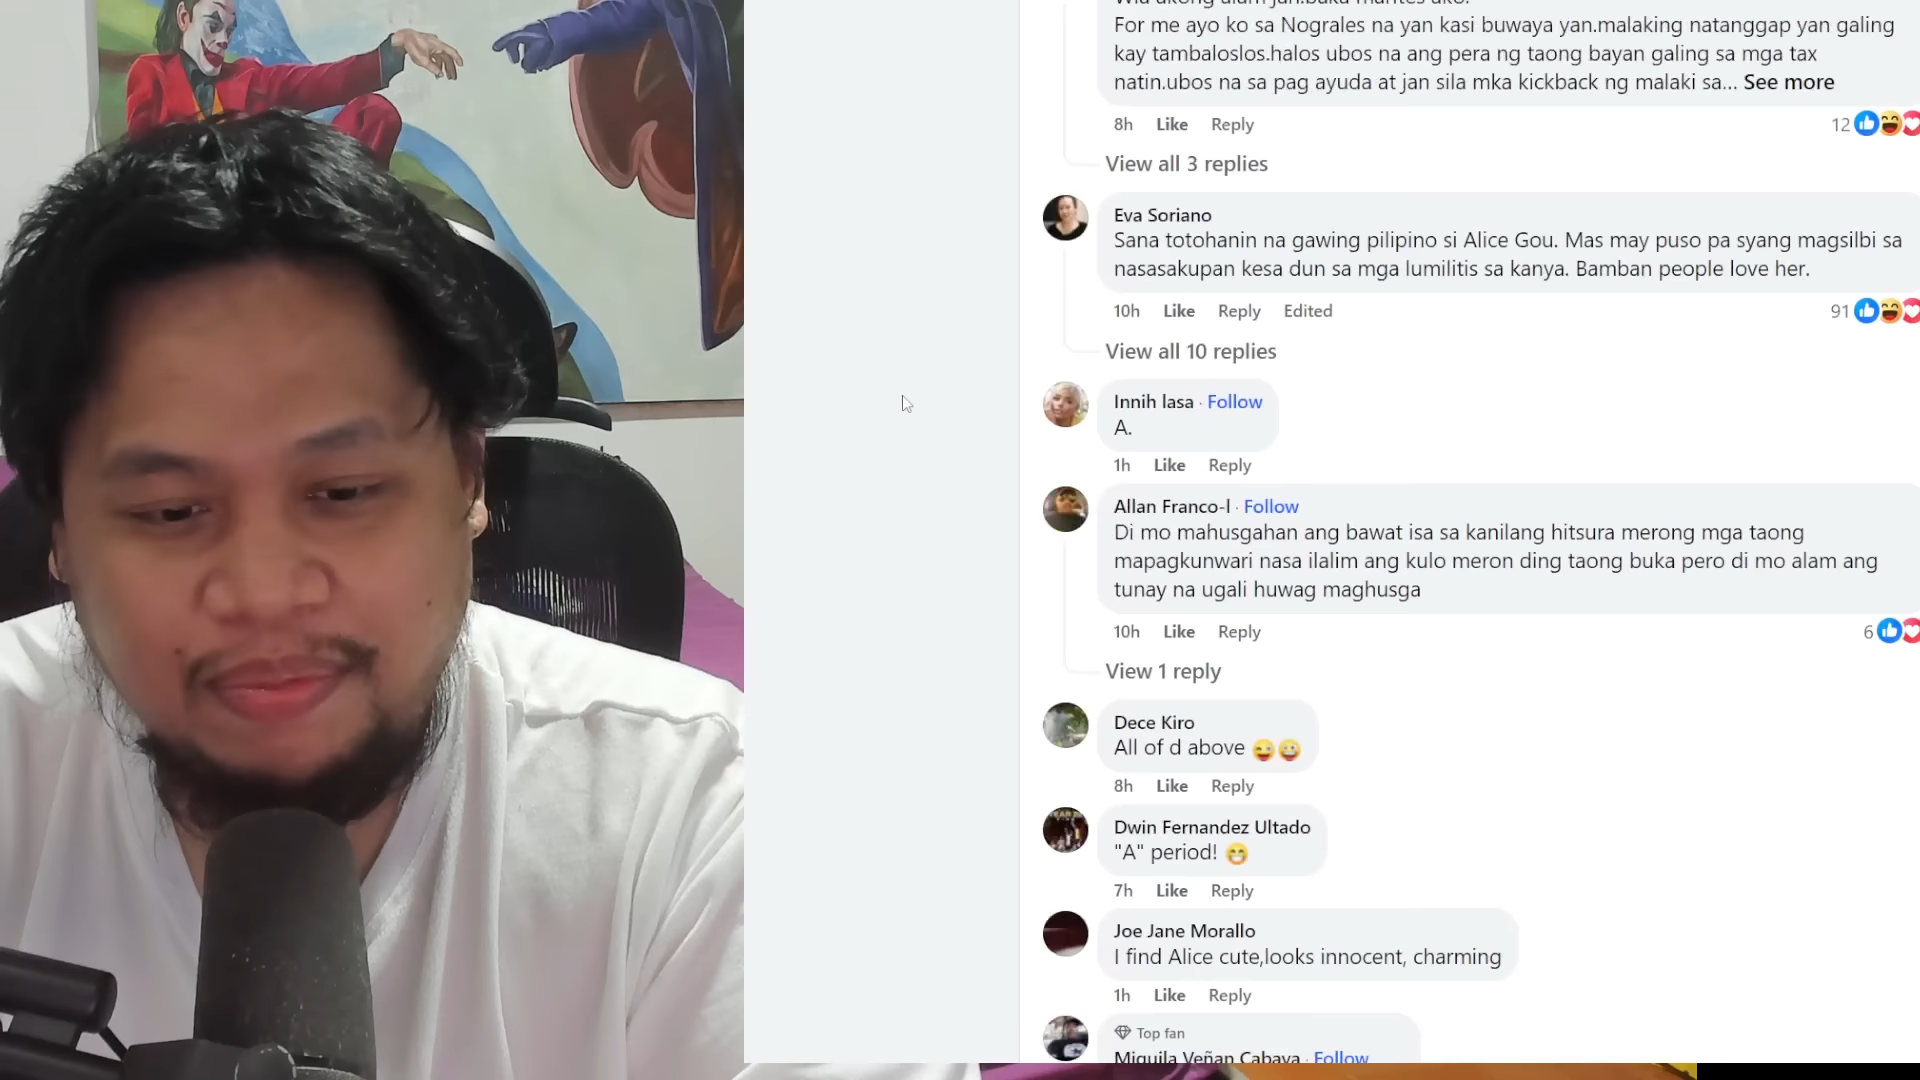 For me ayo ko sa Nograles na yan kasi buwaya yan.malaking natanggap yan galing
kay tambaloslos.halos ubos na ang pera ng taong bayan galing sa mga tax
natin.ubos na sa pag ayuda at jan sila mka kickback ng malaki sa... See more
8h Like Reply 12
View all 3 replies
Eva Soriano
Sana totohanin na gawing pilipino si Alice Gou. Mas may puso pa syang magsilbi sa
nasasakupan kesa dun sa mga lumilitis sa kanya. Bamban people love her.
10h Like Reply Edited 91
View all 10 replies
Innih lasa · Follow
A.
1h Like Reply
Allan Franco-l · Follow
Di mo mahusgahan ang bawat isa sa kanilang hitsura merong mga taong
mapagkunwari nasa ilalim ang kulo meron ding taong buka pero di mo alam ang
tunay na ugali huwag maghusga
10h Like Reply 6
View 1 reply
Dece Kiro
All of d above 😜😀
8h Like Reply
Dwin Fernandez Ultado
"A" period! 😁
7h Like Reply
Joe Jane Morallo
I find Alice cute,looks innocent, charming
1h Like Reply
Top fan
Miquila Veñan Cabaya · Follow